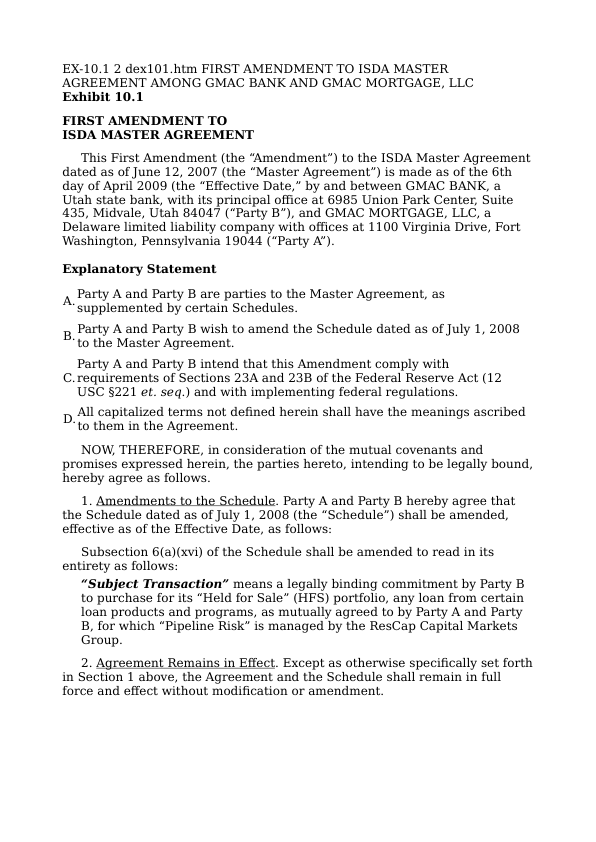 EX-10.1 2 dex101.htm FIRST AMENDMENT TO ISDA MASTER
AGREEMENT AMONG GMAC BANK AND GMAC MORTGAGE, LLC
Exhibit 10.1
FIRST AMENDMENT TO
ISDA MASTER AGREEMENT
This First Amendment (the “Amendment”) to the ISDA Master Agreement
dated as of June 12, 2007 (the “Master Agreement”) is made as of the 6th
day of April 2009 (the “Effective Date,” by and between GMAC BANK, a
Utah state bank, with its principal office at 6985 Union Park Center, Suite
435, Midvale, Utah 84047 (“Party B”), and GMAC MORTGAGE, LLC, a
Delaware limited liability company with offices at 1100 Virginia Drive, Fort
Washington, Pennsylvania 19044 (“Party A”).
Explanatory Statement
A. Party A and Party B are parties to the Master Agreement, as
supplemented by certain Schedules.
B. Party A and Party B wish to amend the Schedule dated as of July 1, 2008
to the Master Agreement.
Party A and Party B intend that this Amendment comply with
C. requirements of Sections 23A and 23B of the Federal Reserve Act (12
USC §221 et. seq.) and with implementing federal regulations.
D. All capitalized terms not defined herein shall have the meanings ascribed
to them in the Agreement.
NOW, THEREFORE, in consideration of the mutual covenants and
promises expressed herein, the parties hereto, intending to be legally bound,
hereby agree as follows.
1. Amendments to the Schedule. Party A and Party B hereby agree that
the Schedule dated as of July 1, 2008 (the “Schedule”) shall be amended,
effective as of the Effective Date, as follows:
Subsection 6(a)(xvi) of the Schedule shall be amended to read in its
entirety as follows:
“Subject Transaction” means a legally binding commitment by Party B
to purchase for its “Held for Sale” (HFS) portfolio, any loan from certain
loan products and programs, as mutually agreed to by Party A and Party
B, for which “Pipeline Risk” is managed by the ResCap Capital Markets
Group.
2. Agreement Remains in Effect. Except as otherwise specifically set forth
in Section 1 above, the Agreement and the Schedule shall remain in full
force and effect without modification or amendment.